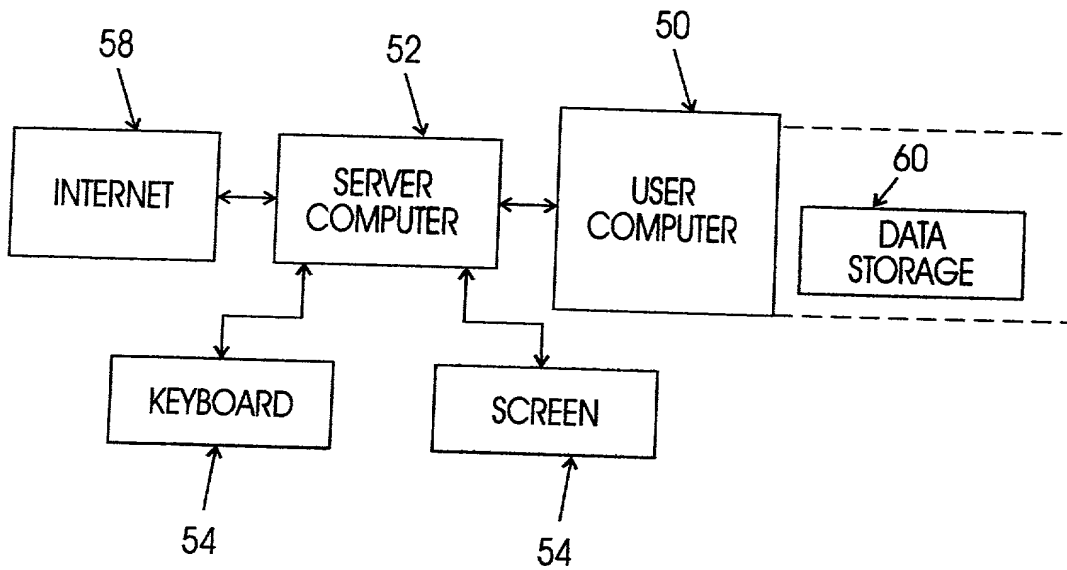 58
52
50
60
INTERNET
SERVER
COMPUTER
USER
COMPUTER
DATA
STORAGE
KEYBOARD
SCREEN
54
54